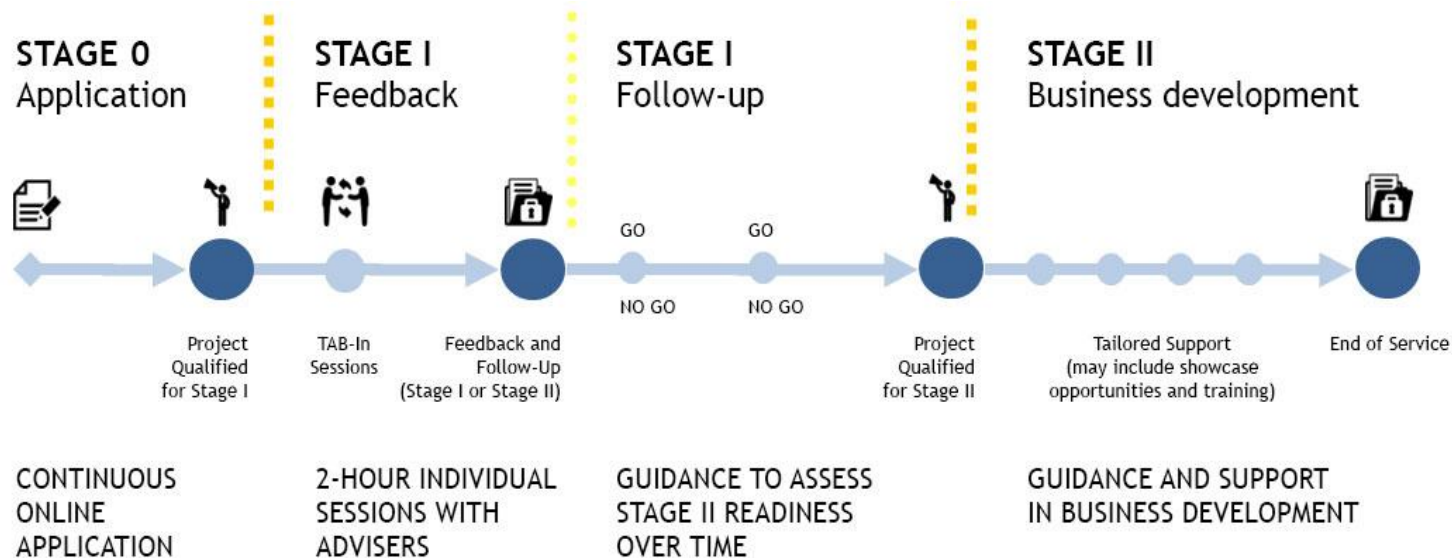 STAGE 0
Application
STAGE I
Feedback
STAGE I
Follow-up
STAGE II
Business development
GO
GO
NO GO
NO GO
Project
Qualified
for Stage I
TAB-In
Sessions
Feedback and
Follow-Up
(Stage I or Stage II)
Project
Qualified
for Stage II
Tailored Support
(may include showcase
opportunities and training)
End of Service
CONTINUOUS
ONLINE
APPLICATION
2-HOUR INDIVIDUAL
SESSIONS WITH
ADVISERS
GUIDANCE TO ASSESS
STAGE II READINESS
OVER TIME
GUIDANCE AND SUPPORT
IN BUSINESS DEVELOPMENT